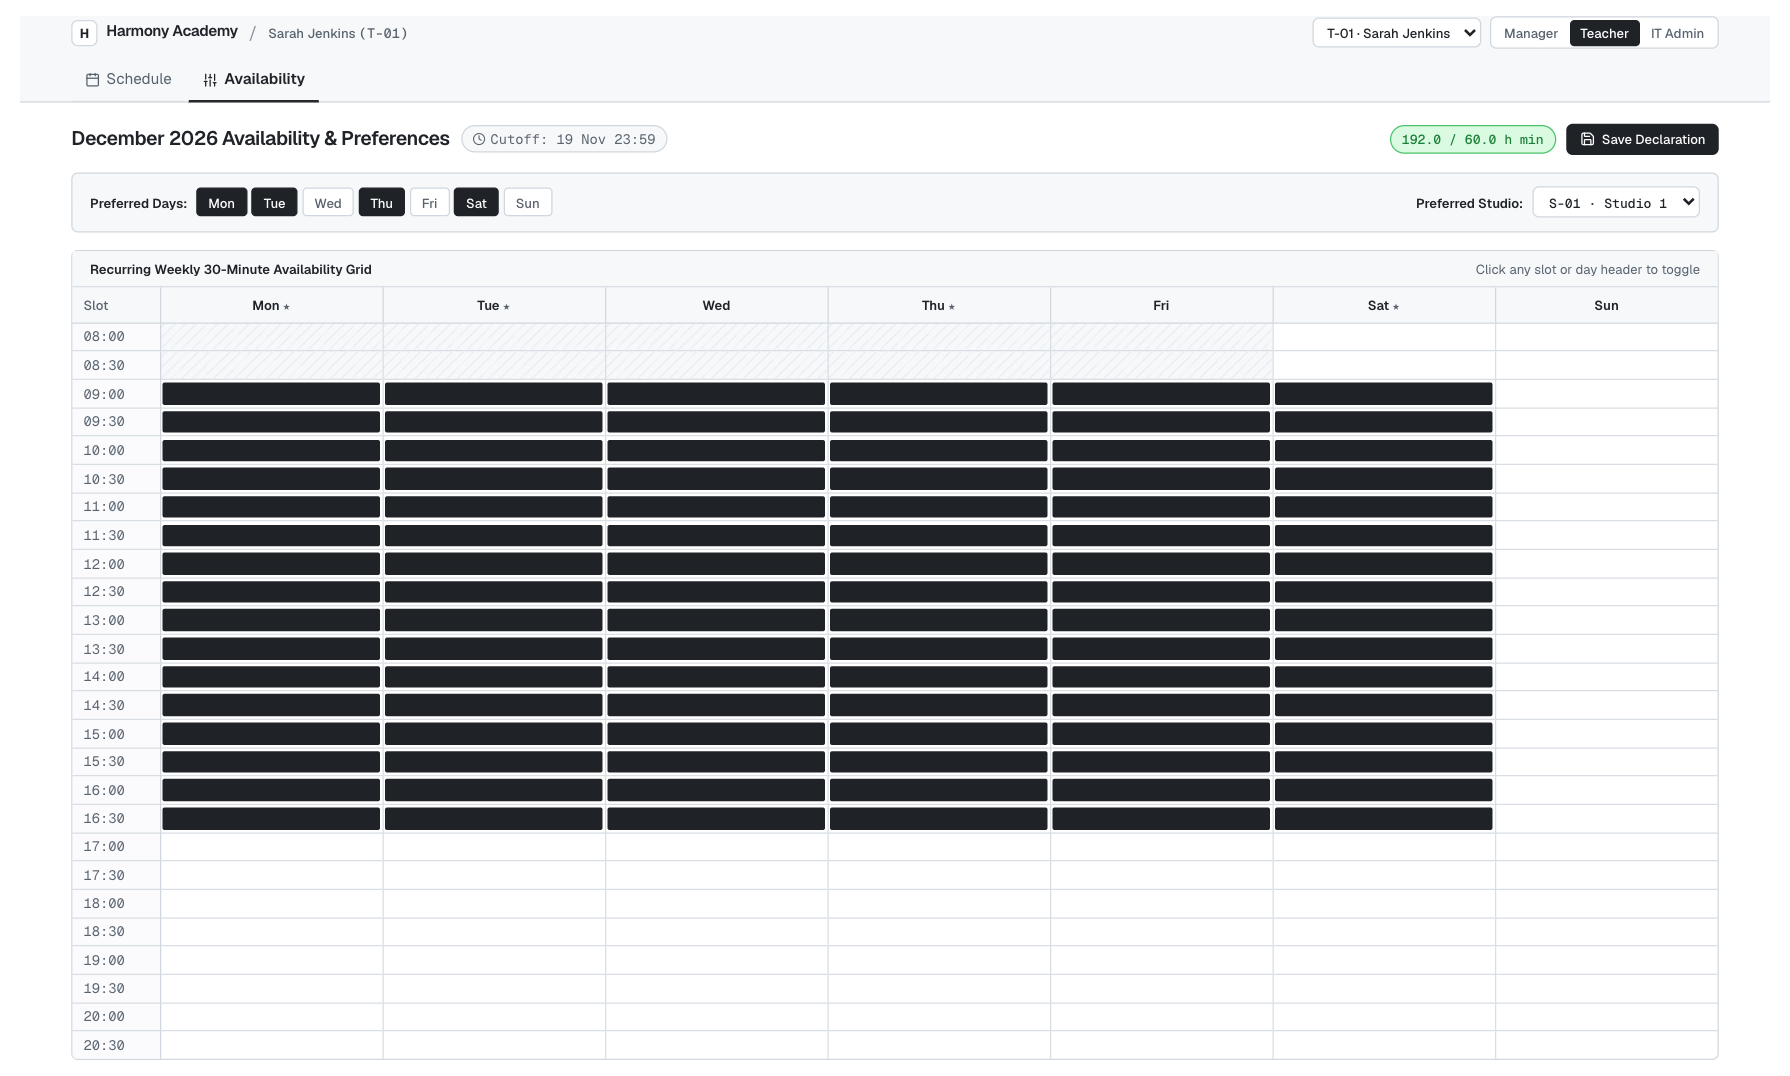 H Harmony Academy / Sarah Jenkins (T-01)
T-01 · Sarah Jenkins
Manager Teacher IT Admin
Schedule Availability
December 2026 Availability & Preferences
Cutoff: 19 Nov 23:59
192.0 / 60.0 h min
Save Declaration
Preferred Days: Mon Tue Wed Thu Fri Sat Sun
Preferred Studio: S-01 · Studio 1
Recurring Weekly 30-Minute Availability Grid
Click any slot or day header to toggle
Slot Mon ★ Tue ★ Wed Thu ★ Fri Sat ★ Sun
08:00
08:30
09:00
09:30
10:00
10:30
11:00
11:30
12:00
12:30
13:00
13:30
14:00
14:30
15:00
15:30
16:00
16:30
17:00
17:30
18:00
18:30
19:00
19:30
20:00
20:30